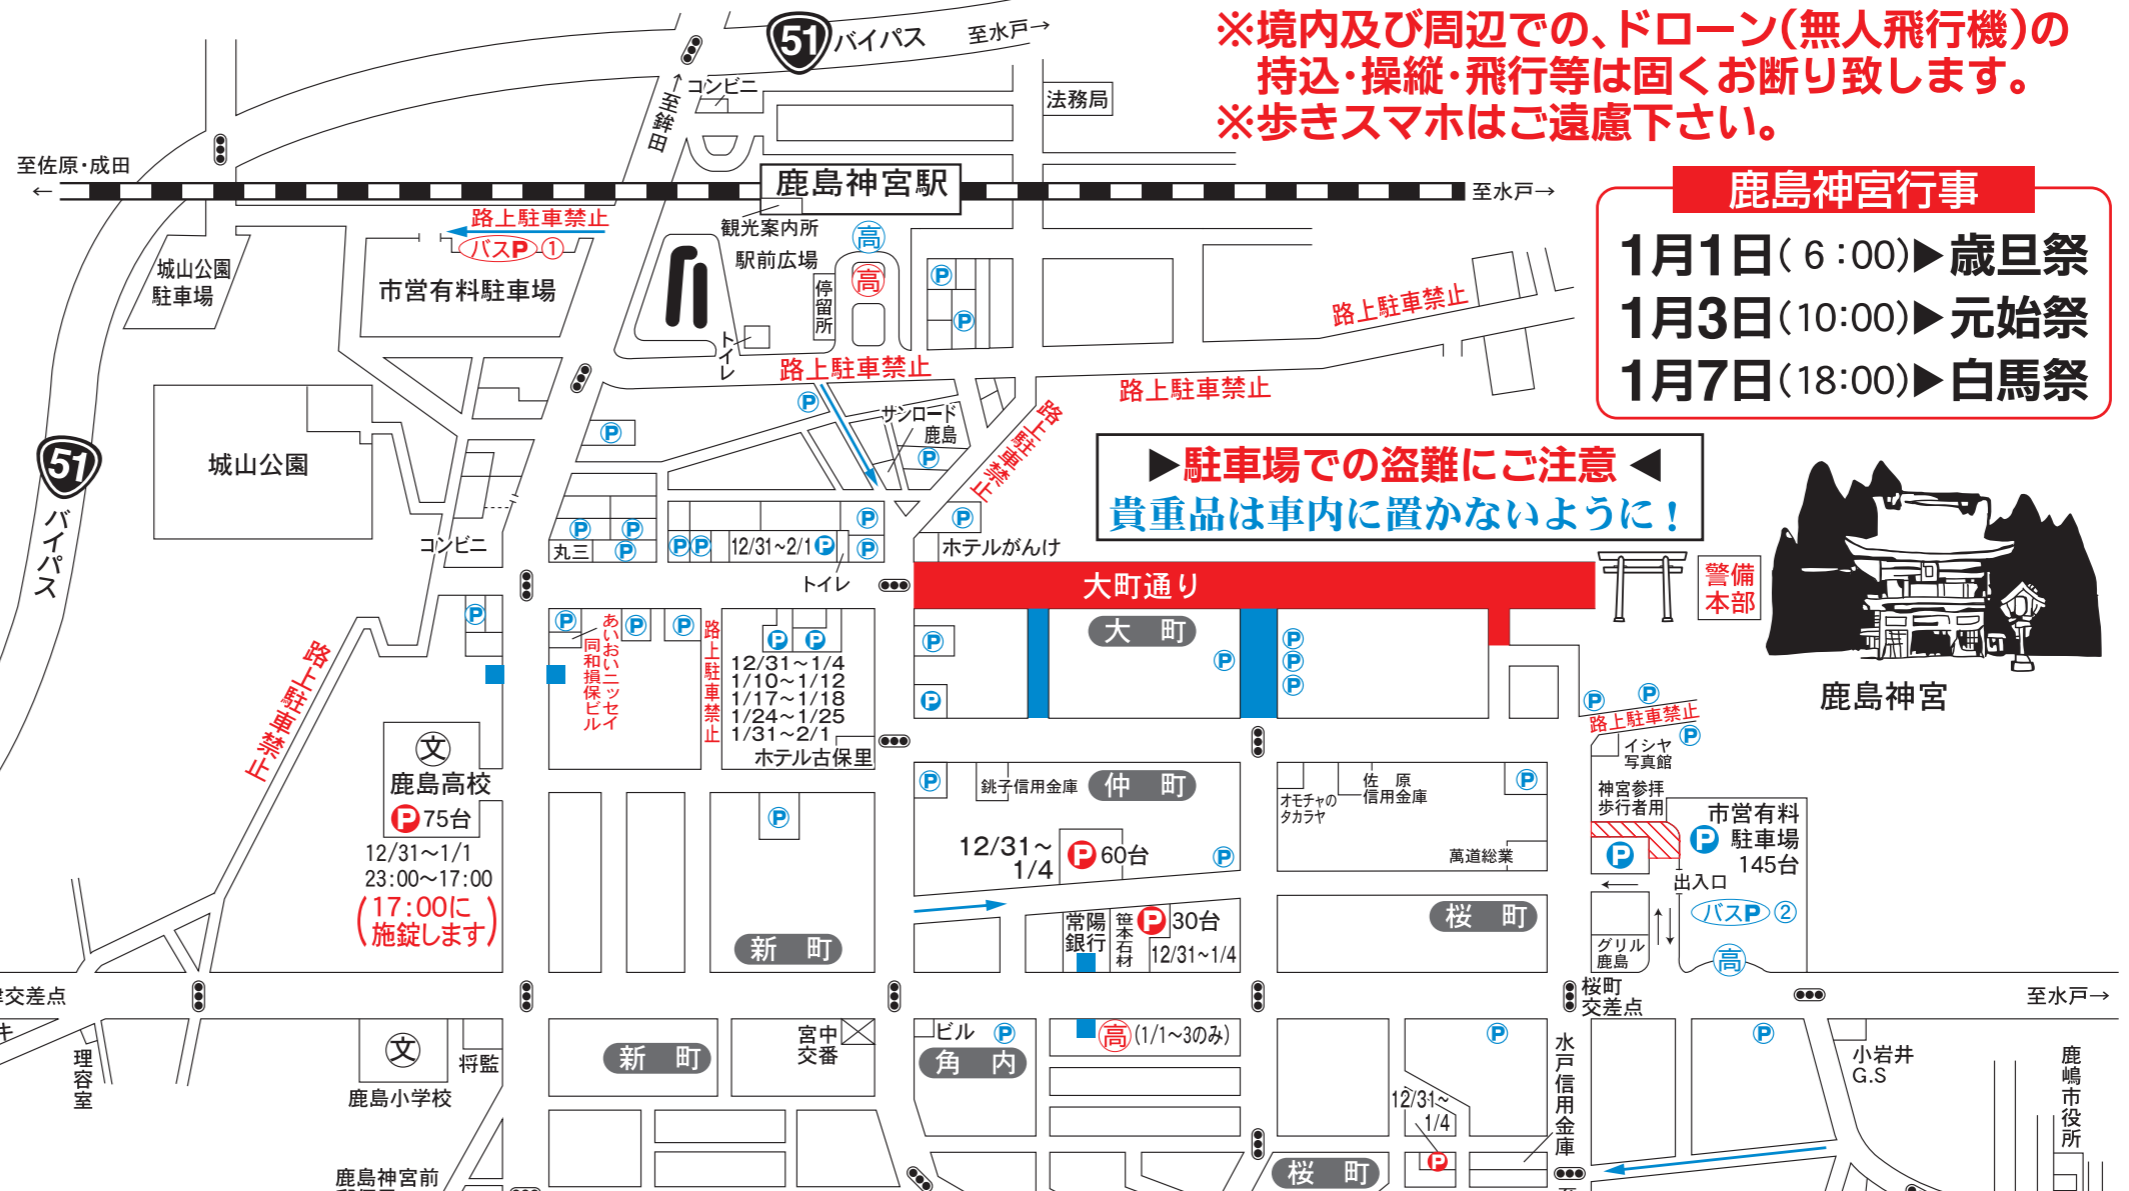 ※境内及び周辺での、ドローン(無人飛行機)の
持込・操縦・飛行等は固くお断り致します。
※歩きスマホはご遠慮下さい。
51 バイパス
至水戸→
コンビニ
←至鉾田
法務局
至佐原・成田
←
鹿島神宮駅
至水戸→
鹿島神宮行事
1月1日(6:00)▶歳旦祭
1月3日(10:00)▶元始祭
1月7日(18:00)▶白馬祭
路上駐車禁止
バスP ①
観光案内所
高
駅前広場
高
停留所
トイレ
城山公園
駐車場
市営有料駐車場
P
P
路上駐車禁止
路上駐車禁止
路上駐車禁止
路上駐車禁止
P
サンロード
鹿島
P
P
▶駐車場での盗難にご注意◀
貴重品は車内に置かないように!
城山公園
51
バイパス
コンビニ
P
P
丸三
P
P
P
12/31~2/1 P
P
P
トイレ
P
ホテルがんけ
大町通り
警備
本部
鹿島神宮
大 町
P
P
P
P
P
P
P
P
あいおいニッセイ
同和損保ビル
P
P
路上駐車禁止
P
P
12/31～1/4
1/10～1/12
1/17～1/18
1/24～1/25
1/31～2/1
ホテル古保里
路上駐車禁止
P
P
路上駐車禁止
P
イシヤ
写真館
文
鹿島高校
P 75台
12/31～1/1
23:00～17:00
(17:00に
施錠します)
P
P
銚子信用金庫
仲 町
12/31～
1/4
P 60台
P
オモチャの
タカラヤ
佐 原
信用金庫
P
萬道総業
神宮参拝
歩行者用
P
市営有料
P 駐車場
145台
←
出入口
バスP ②
↑↓
グリル
鹿島
高
新 町
常陽
銀行
笹本石材
P 30台
12/31~1/4
桜 町
桜町
交差点
至水戸→
交差点
キ
理容室
文
鹿島小学校
将監
新 町
宮中
交番
ビル
P
角 内
高 (1/1~3のみ)
P
12/31~
1/4
P
水戸信用金庫
P
小岩井
G.S
鹿嶋市役所
鹿島神宮前
桜 町